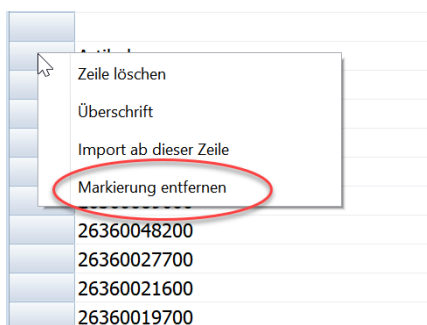 Zeile löschen
Überschrift
Import ab dieser Zeile
Markierung entfernen
26360048200
26360027700
26360021600
26360019700